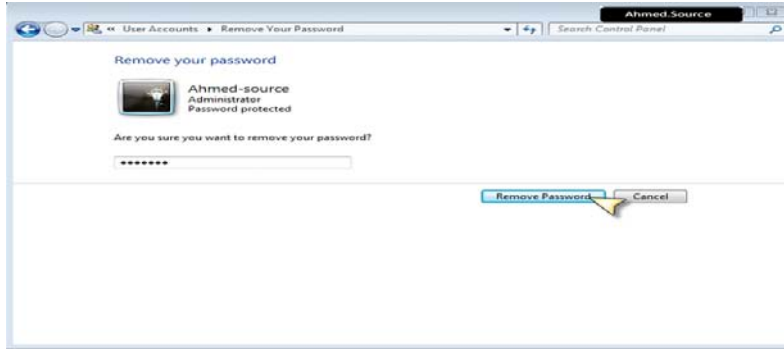 Ahmed.Source
« User Accounts ▸ Remove Your Password
Search Control Panel
Remove your password
Ahmed-source
Administrator
Password protected
Are you sure you want to remove your password?
•••••••
Remove Password Cancel